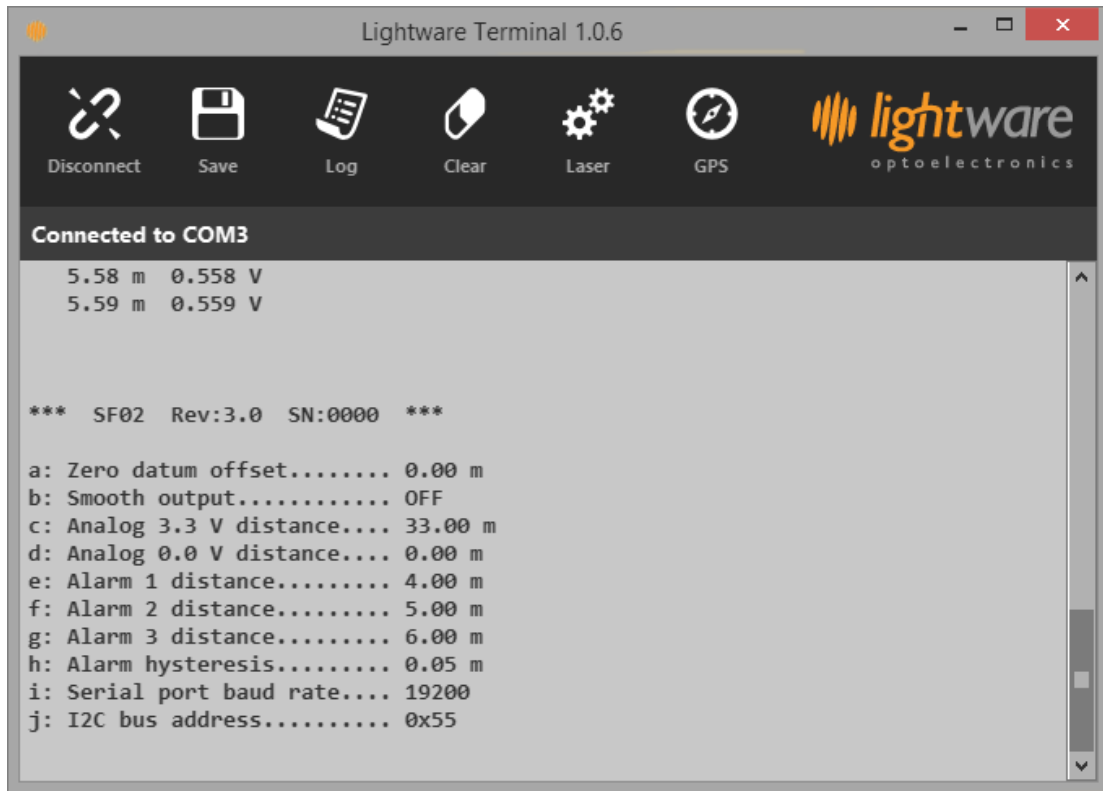 Lightware Terminal 1.0.6
Disconnect Save Log Clear Laser GPS
lightware
optoelectronics
Connected to COM3
5.58 m 0.558 V
5.59 m 0.559 V
*** SF02 Rev:3.0 SN:0000 ***
a: Zero datum offset........ 0.00 m
b: Smooth output............ OFF
c: Analog 3.3 V distance.... 33.00 m
d: Analog 0.0 V distance.... 0.00 m
e: Alarm 1 distance......... 4.00 m
f: Alarm 2 distance......... 5.00 m
g: Alarm 3 distance......... 6.00 m
h: Alarm hysteresis......... 0.05 m
i: Serial port baud rate.... 19200
j: I2C bus address.......... 0x55